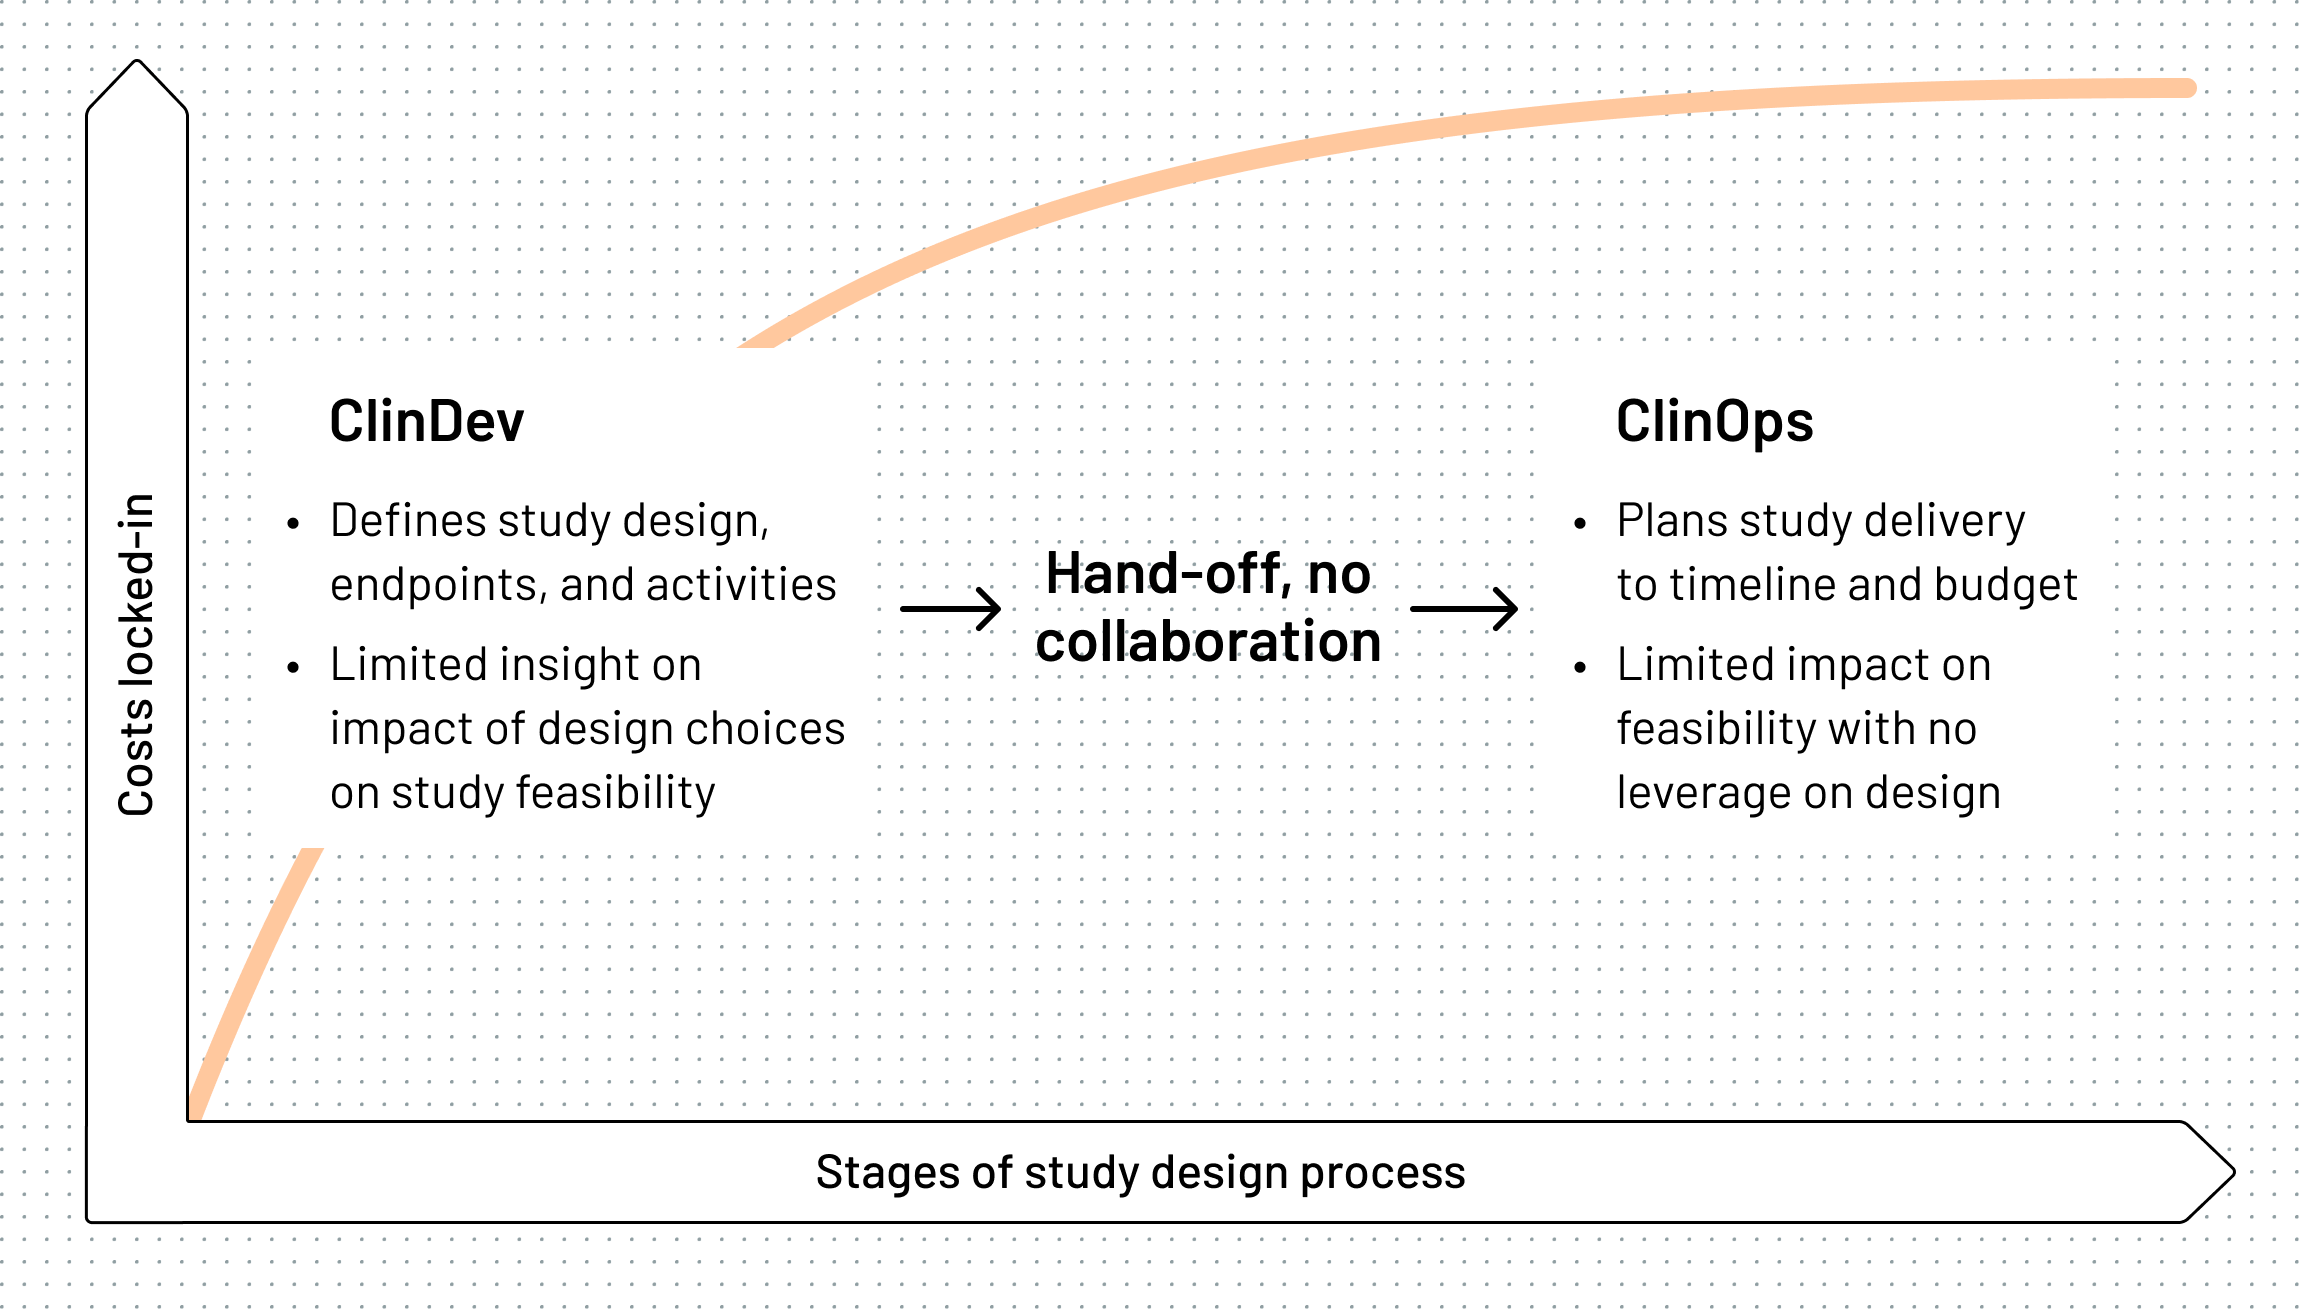 Costs locked-in
ClinDev
• Defines study design,
endpoints, and activities
• Limited insight on
impact of design choices
on study feasibility
Hand-off, no
collaboration
ClinOps
• Plans study delivery
to timeline and budget
• Limited impact on
feasibility with no
leverage on design
Stages of study design process